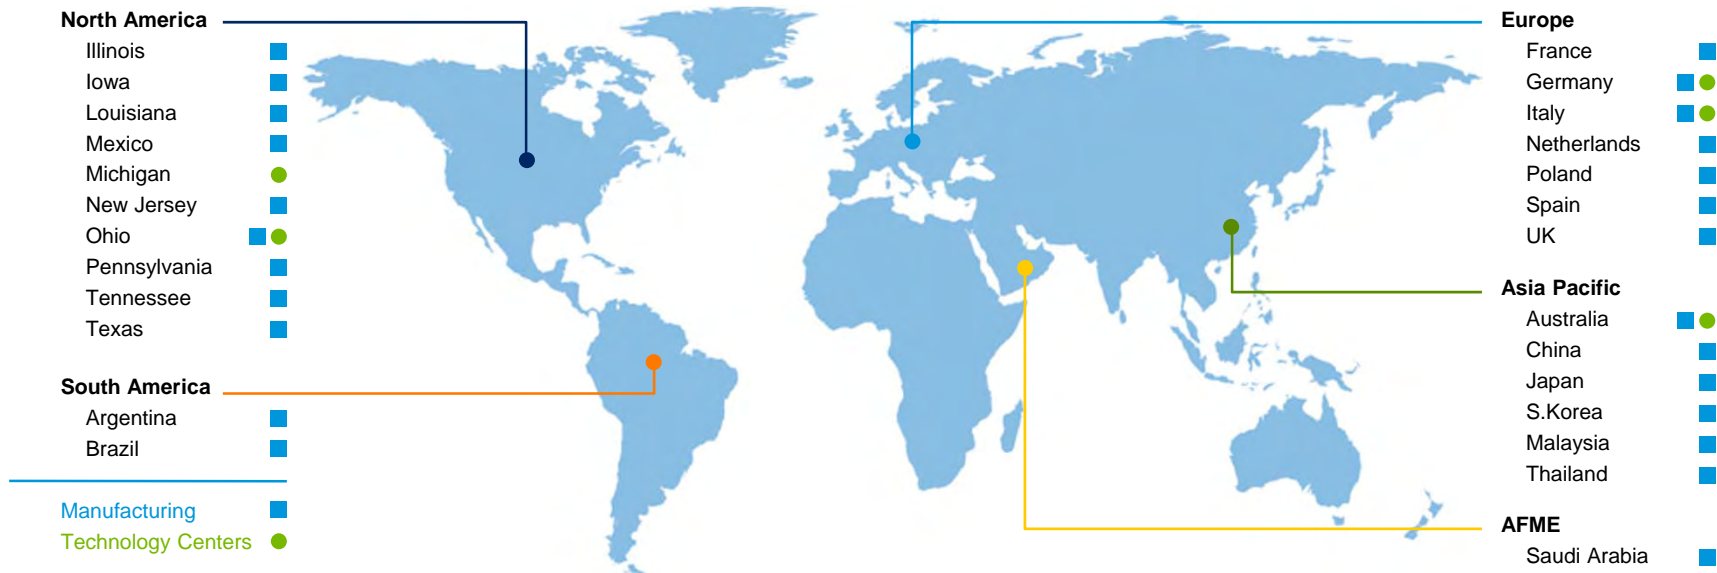 North America
Illinois
Iowa
Louisiana
Mexico
Michigan
New Jersey
Ohio
Pennsylvania
Tennessee
Texas
South America
Argentina
Brazil
Manufacturing
Technology Centers
Europe
France
Germany
Italy
Netherlands
Poland
Spain
UK
Asia Pacific
Australia
China
Japan
S.Korea
Malaysia
Thailand
AFME
Saudi Arabia